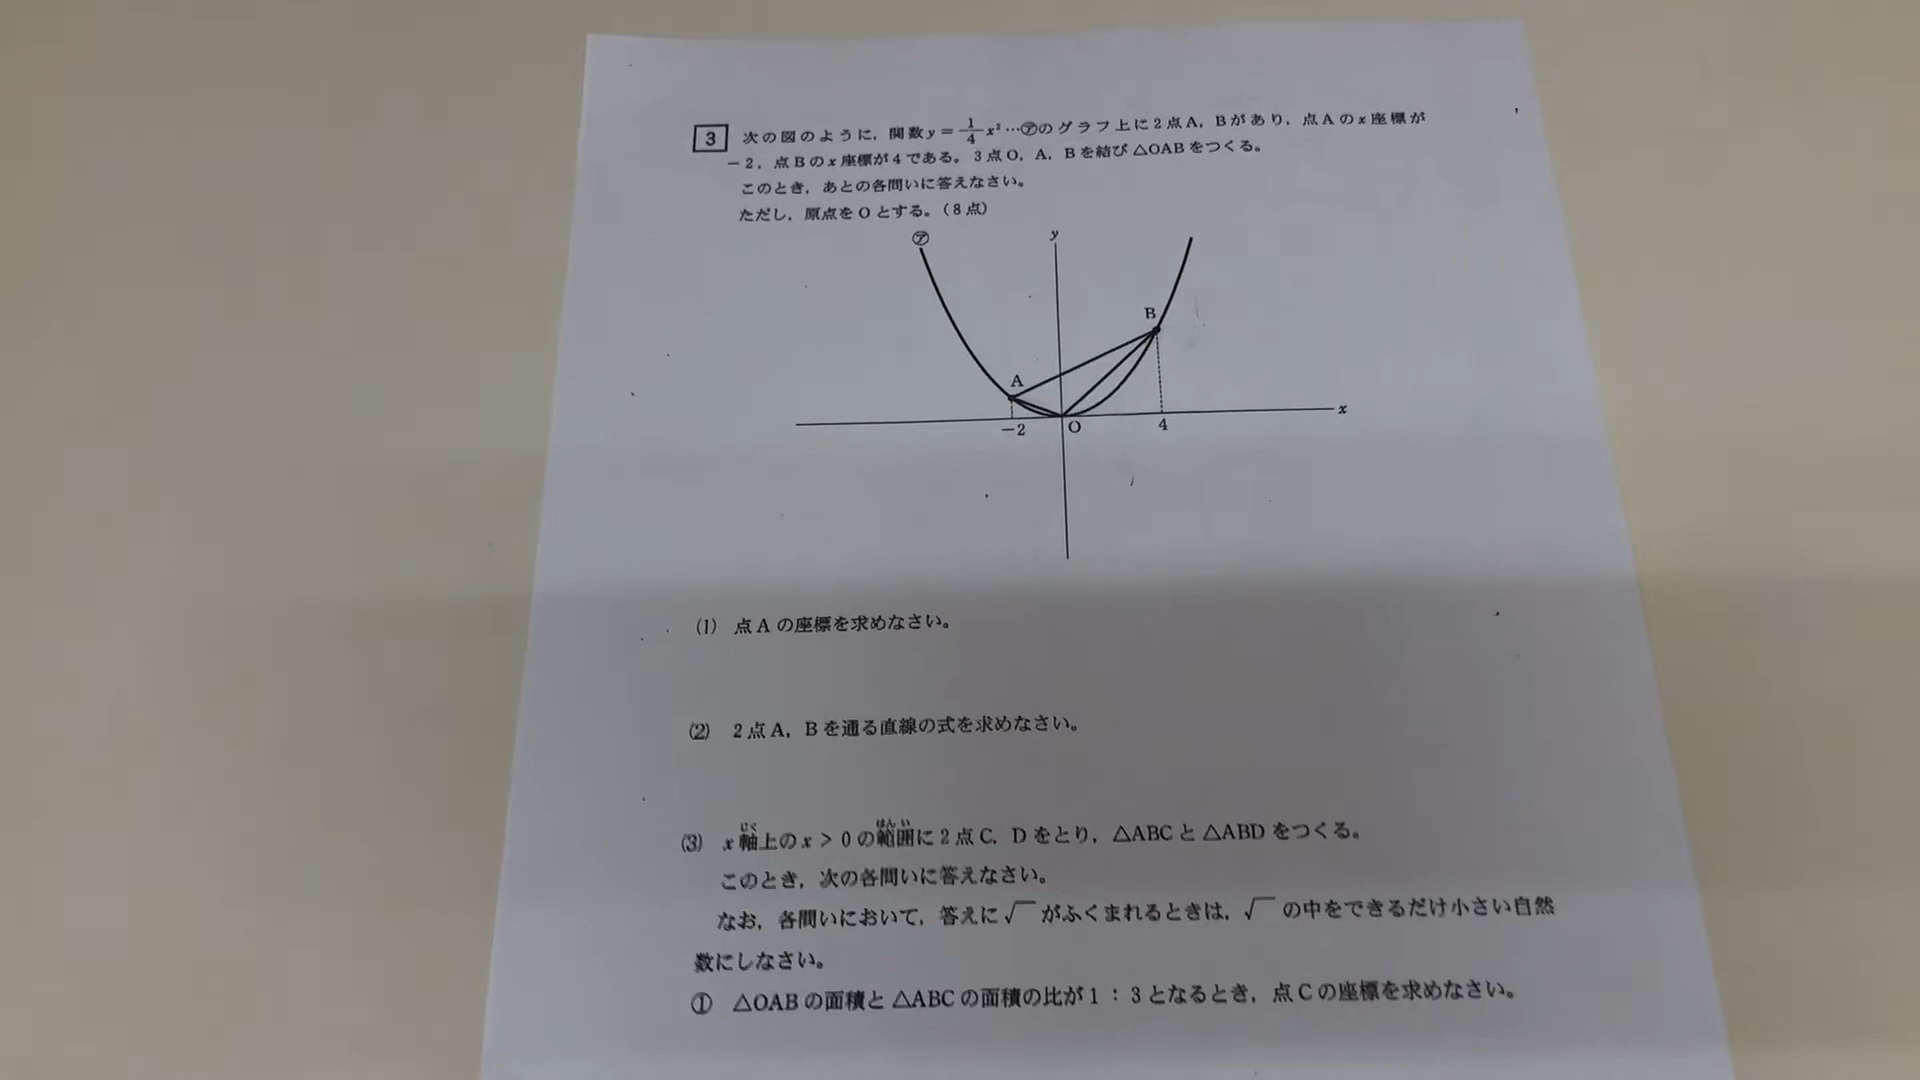 3 次の図のように，関数y＝1/4 x²…㋐のグラフ上に2点A，Bがあり，点Aのx座標が
－2，点Bのx座標が4である。3点O，A，Bを結び△OABをつくる。
このとき，あとの各問いに答えなさい。
ただし，原点をOとする。（8点）
㋐
y
B
A
x
－2
O
4
(1) 点Aの座標を求めなさい。
(2) 2点A，Bを通る直線の式を求めなさい。
じく はんい
(3) x軸上のx＞0の範囲に2点C，Dをとり，△ABCと△ABDをつくる。
このとき，次の各問いに答えなさい。
なお，各問いにおいて，答えに√ がふくまれるときは，√ の中をできるだけ小さい自然
数にしなさい。
① △OABの面積と△ABCの面積の比が1：3となるとき，点Cの座標を求めなさい。